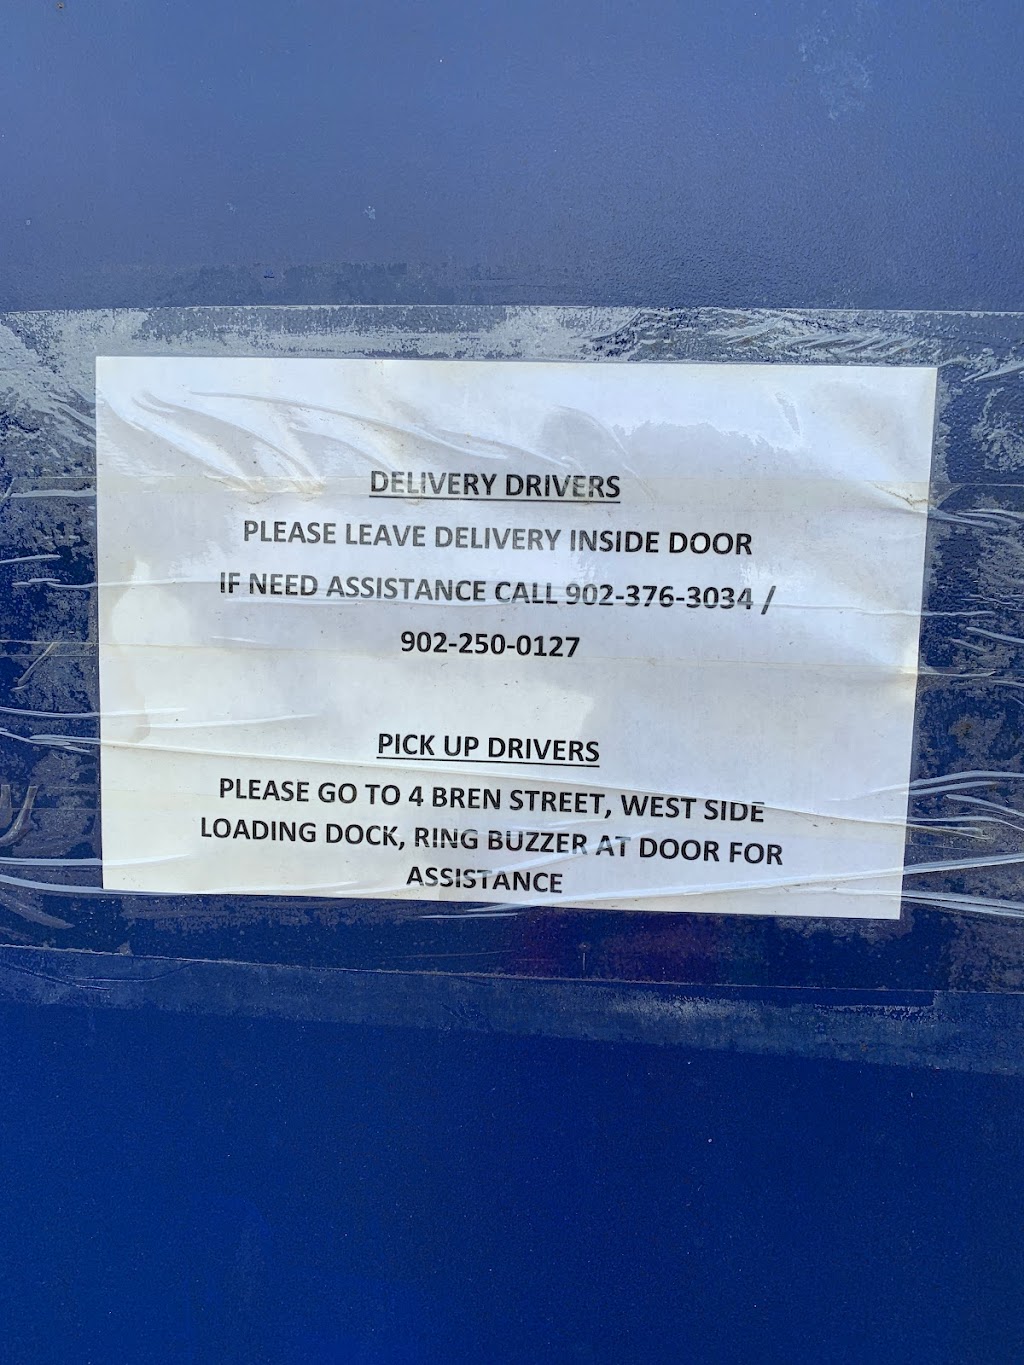 DELIVERY DRIVERS
PLEASE LEAVE DELIVERY INSIDE DOOR
IF NEED ASSISTANCE CALL 902-376-3034 /
902-250-0127
PICK UP DRIVERS
PLEASE GO TO 4 BREN STREET, WEST SIDE
LOADING DOCK, RING BUZZER AT DOOR FOR
ASSISTANCE